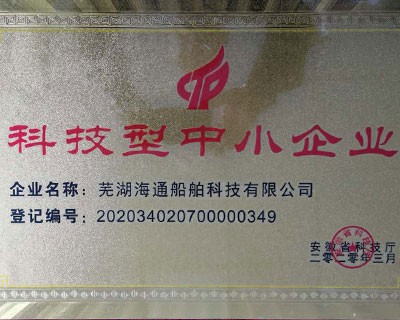 科技型中小企业
企业名称：芜湖海通船舶科技有限公司
登记编号：202034020700000349
安徽省科技厅
二零二零年三月